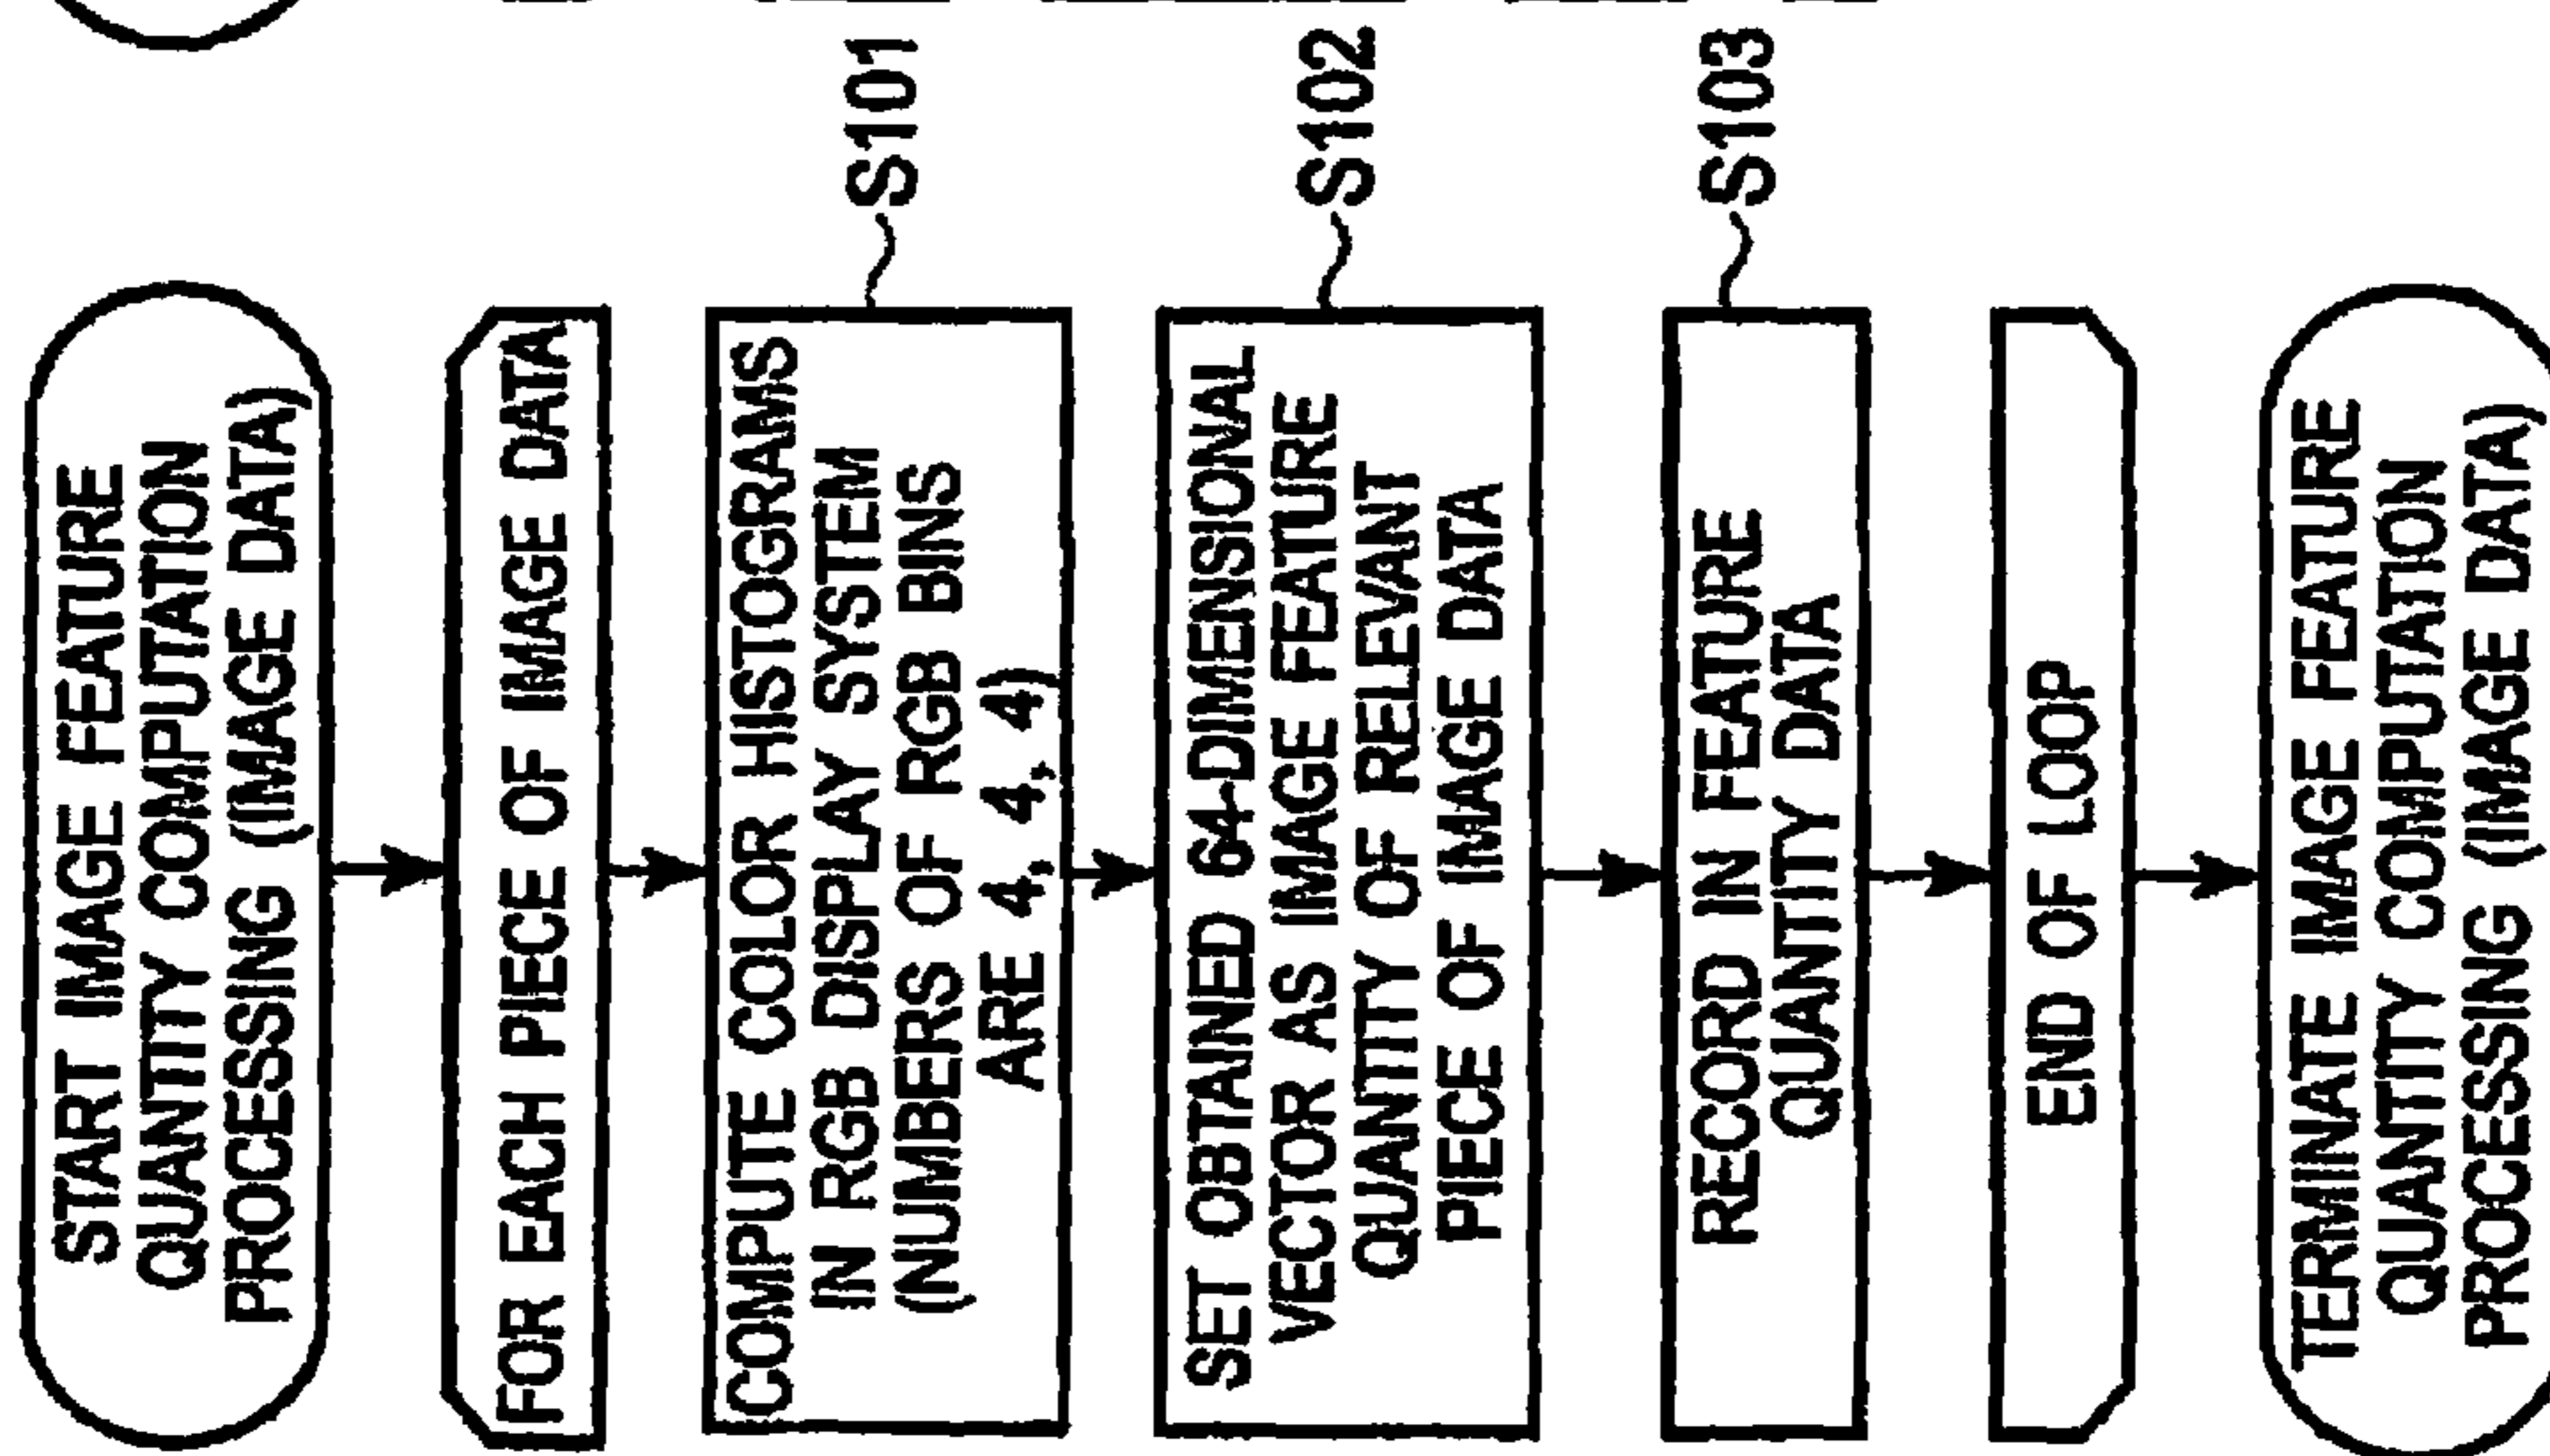 START IMAGE FEATURE
QUANTITY COMPUTATION
PROCESSING (IMAGE DATA)
FOR EACH PIECE OF IMAGE DATA
COMPUTE COLOR HISTOGRAMS
IN RGB DISPLAY SYSTEM
(NUMBERS OF RGB BINS
ARE 4, 4, 4)
S101
SET OBTAINED 64-DIMENSIONAL
VECTOR AS IMAGE FEATURE
QUANTITY OF RELEVANT
PIECE OF IMAGE DATA
S102
RECORD IN FEATURE
QUANTITY DATA
S103
END OF LOOP
TERMINATE IMAGE FEATURE
QUANTITY COMPUTATION
PROCESSING (IMAGE DATA)